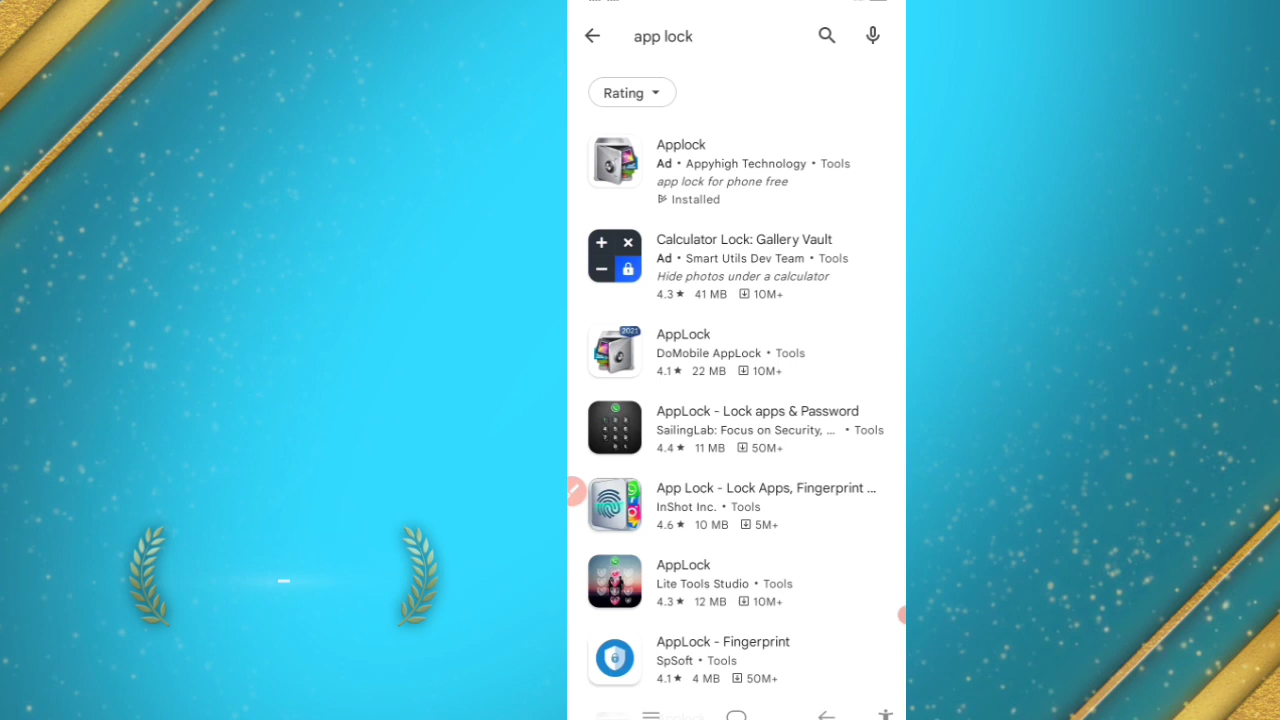 app lock
Rating
Applock
Ad • Appyhigh Technology • Tools
app lock for phone free
Installed
Calculator Lock: Gallery Vault
Ad • Smart Utils Dev Team • Tools
Hide photos under a calculator
4.3★ 41 MB 10M+
2021
AppLock
DoMobile AppLock • Tools
4.1★ 22 MB 10M+
AppLock - Lock apps & Password
SailingLab: Focus on Security, ... • Tools
4.4★ 11 MB 50M+
App Lock - Lock Apps, Fingerprint ...
InShot Inc. • Tools
4.6★ 10 MB 5M+
AppLock
Lite Tools Studio • Tools
4.3★ 12 MB 10M+
AppLock - Fingerprint
SpSoft • Tools
4.1★ 4 MB 50M+
Applock